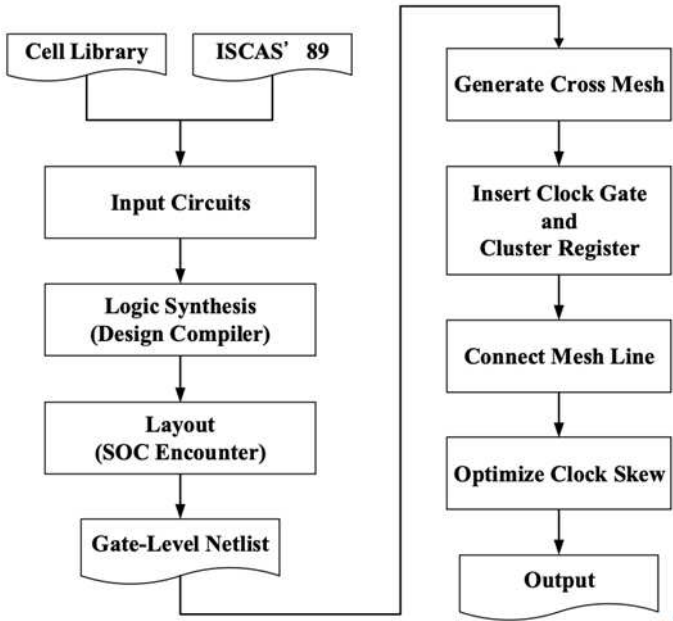 Cell Library
ISCAS’ 89
Input Circuits
Logic Synthesis
(Design Compiler)
Layout
(SOC Encounter)
Gate-Level Netlist
Generate Cross Mesh
Insert Clock Gate
and
Cluster Register
Connect Mesh Line
Optimize Clock Skew
Output